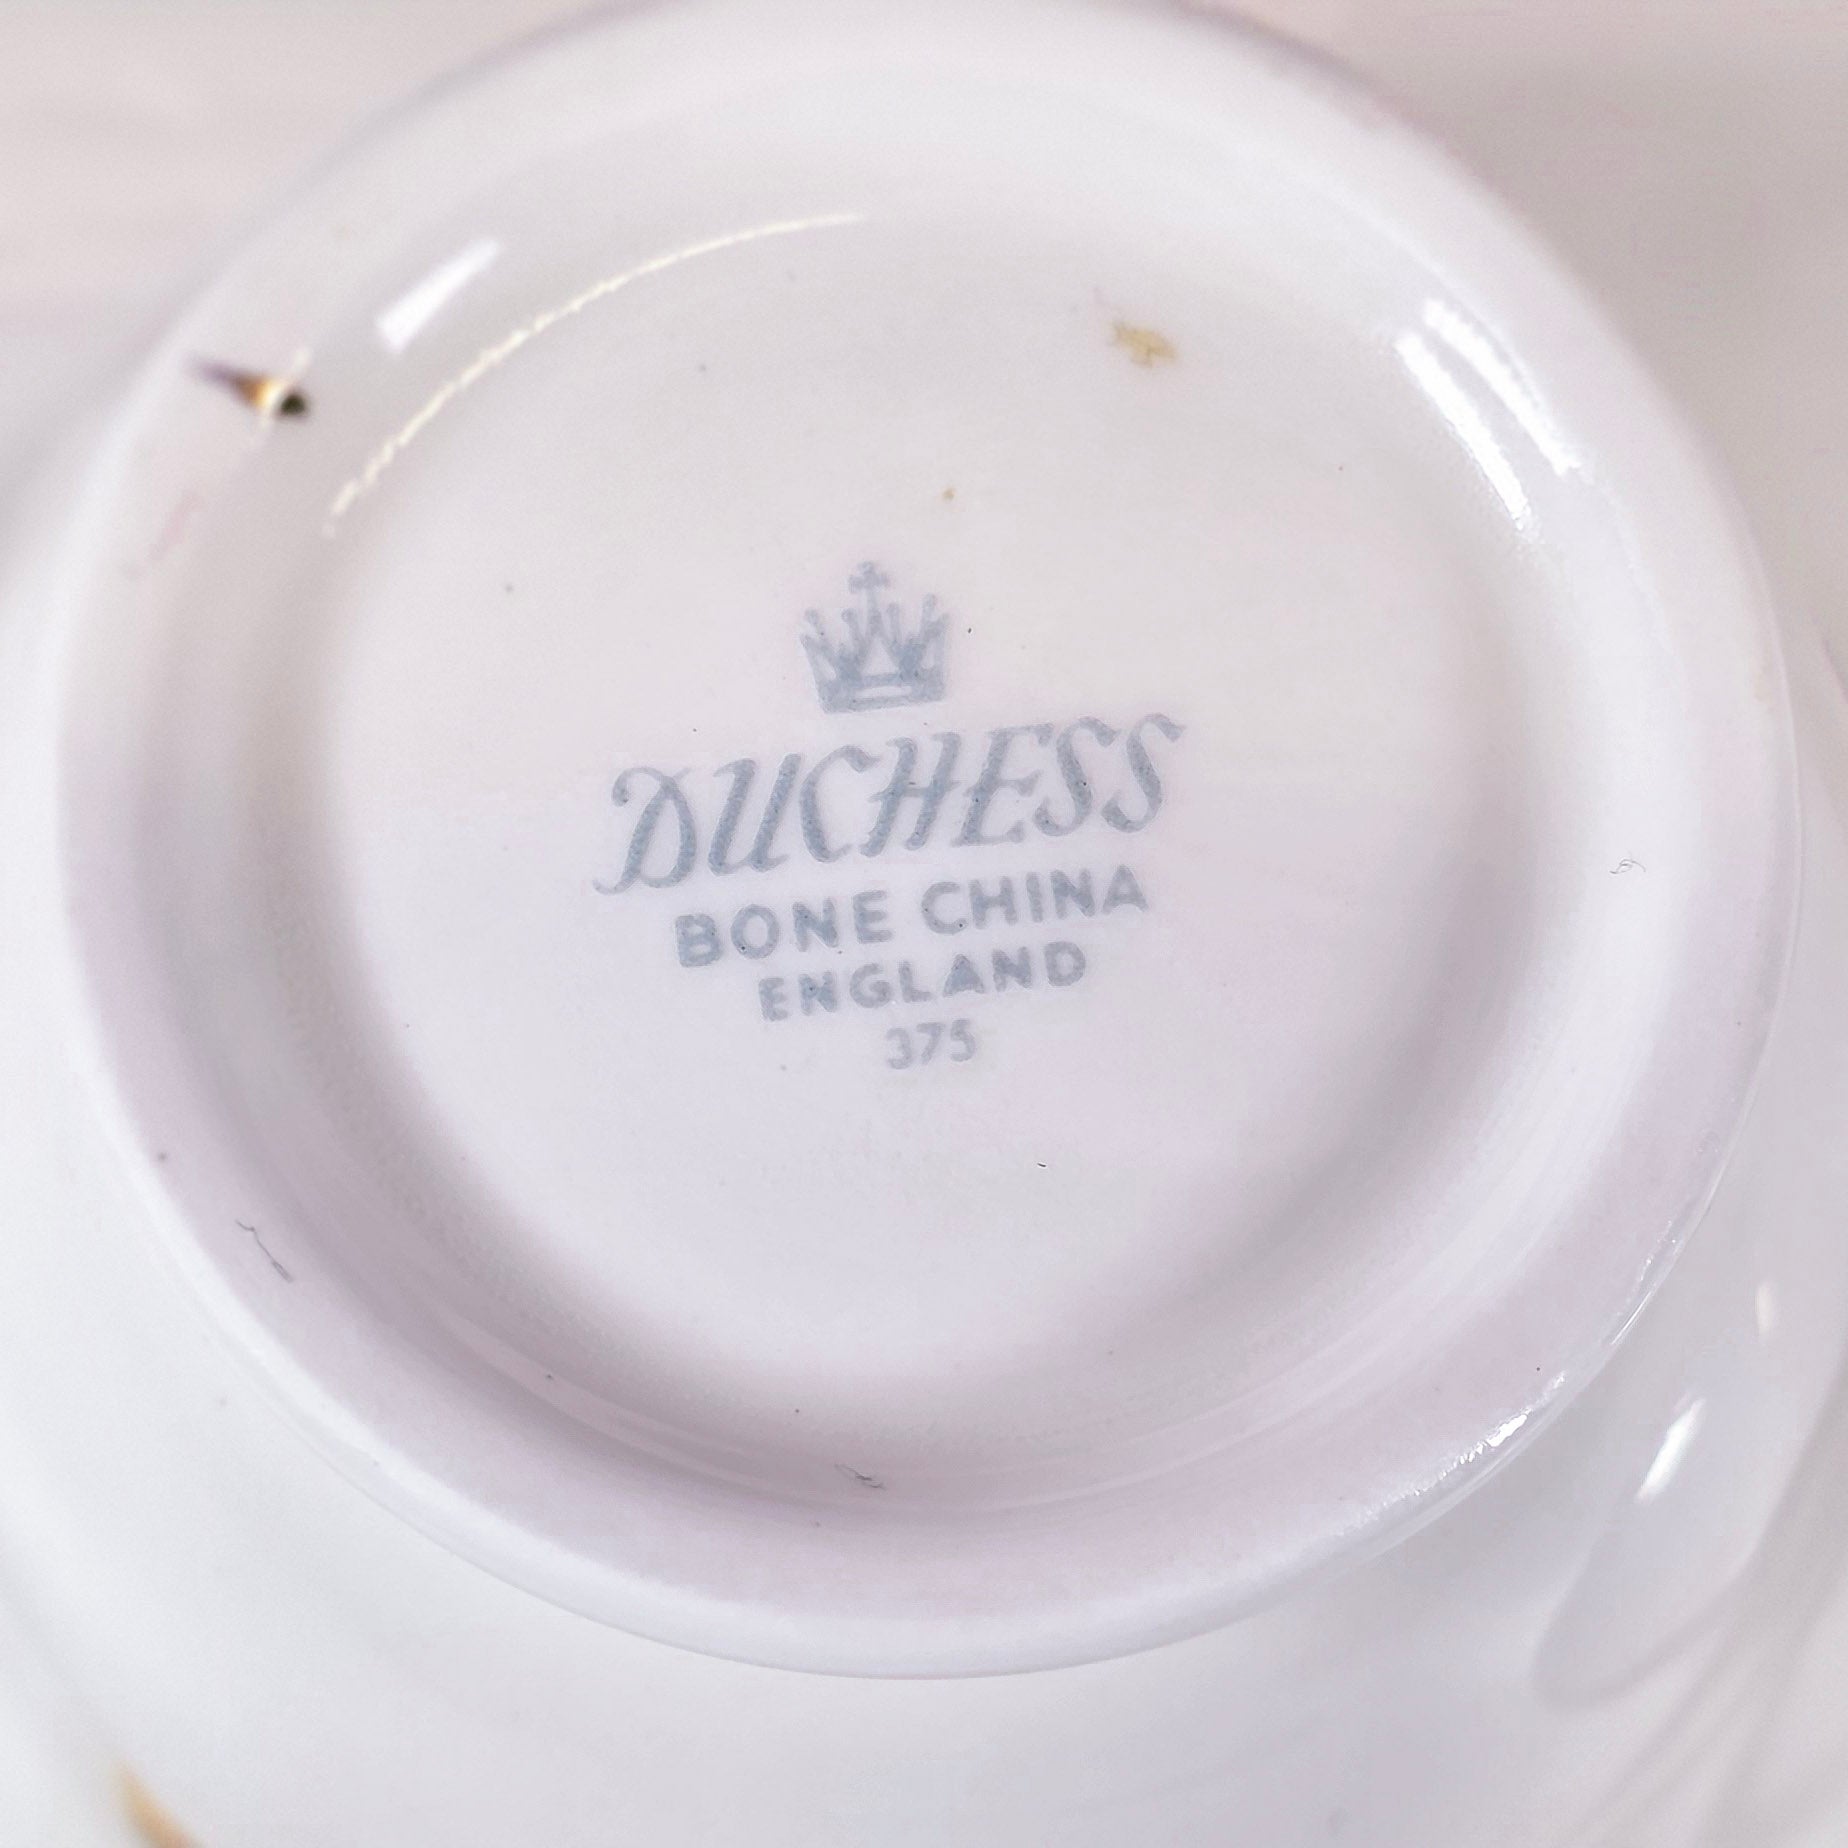 DUCHESS
BONE CHINA
ENGLAND
375